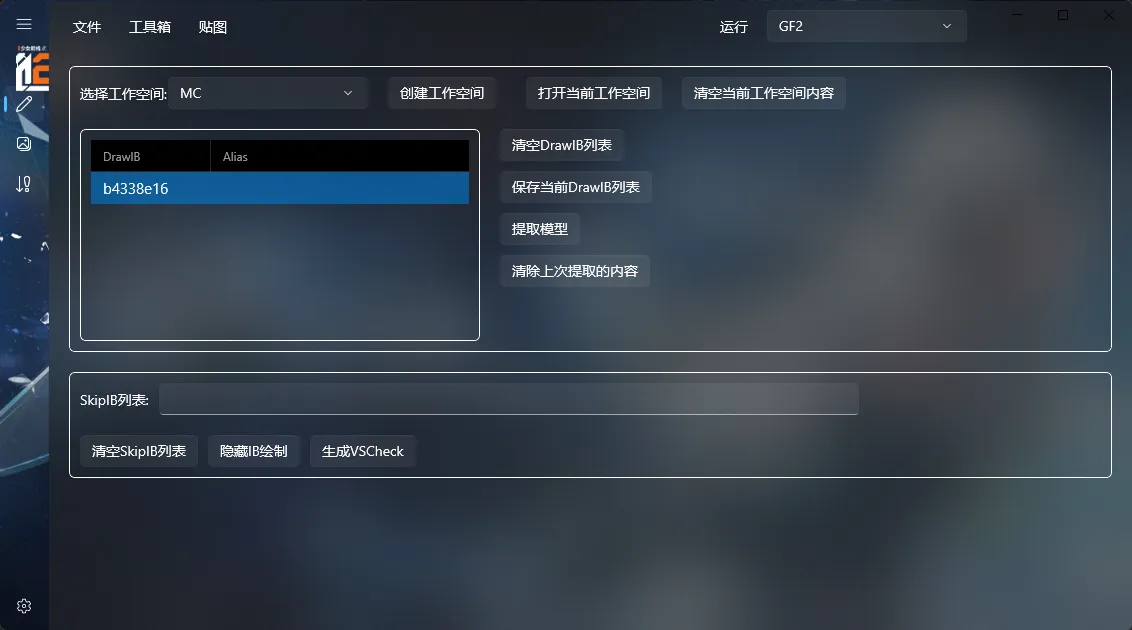 文件 工具箱 贴图 运行 GF2
选择工作空间: MC 创建工作空间 打开当前工作空间 清空当前工作空间内容
DrawIB Alias
b4338e16
清空DrawIB列表
保存当前DrawIB列表
提取模型
清除上次提取的内容
SkipIB列表:
清空SkipIB列表 隐藏IB绘制 生成VSCheck